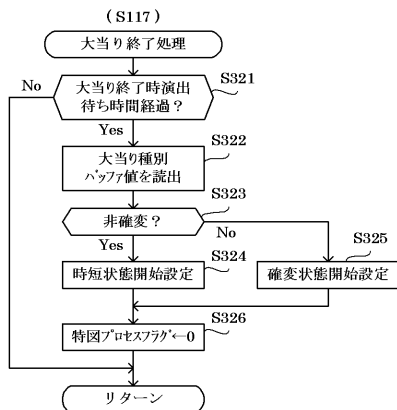 (S117)
大当り終了処理
S321
大当り終了時演出
待ち時間経過？
No
Yes
S322
大当り種別
ﾊﾞｯﾌｧ値を読出
S323
非確変？
No
Yes
S324
時短状態開始設定
S325
確変状態開始設定
S326
特図ﾌﾟﾛｾｽﾌﾗｸﾞ←0
リターン